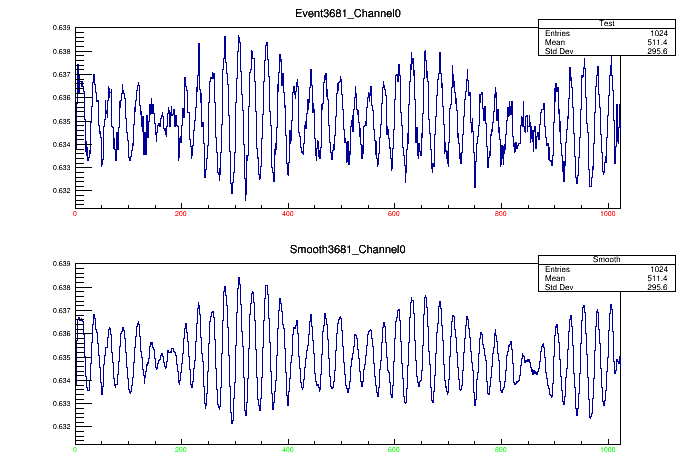 Event3681_Channel0
Test
Entries 1024
Mean 511.4
Std Dev 295.6
0.639
0.638
0.637
0.636
0.635
0.634
0.633
0.632
0 200 400 600 800 1000
Smooth3681_Channel0
Smooth
Entries 1024
Mean 511.4
Std Dev 295.6
0.639
0.638
0.637
0.636
0.635
0.634
0.633
0.632
0 200 400 600 800 1000